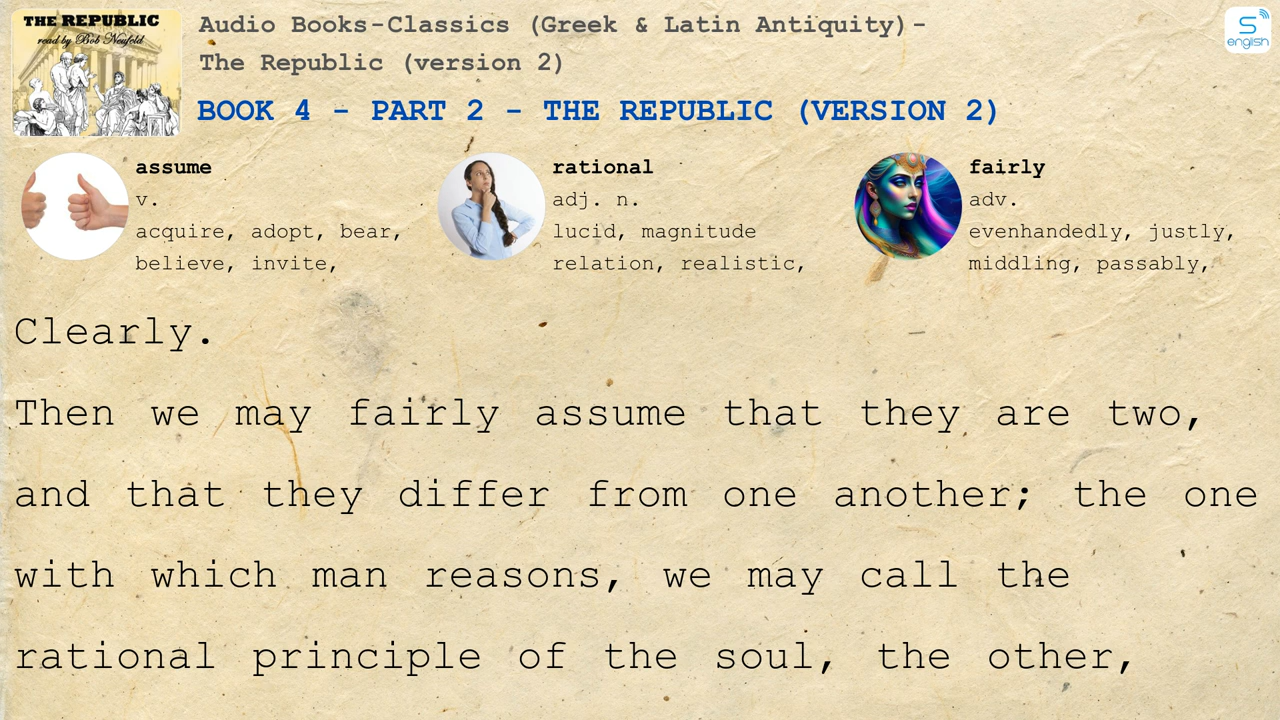 THE REPUBLIC
read by Bob Neufeld
Audio Books-Classics (Greek & Latin Antiquity)-
The Republic (version 2)
BOOK 4 - PART 2 - THE REPUBLIC (VERSION 2)
S
english
assume
v.
acquire, adopt, bear,
believe, invite,
rational
adj. n.
lucid, magnitude
relation, realistic,
fairly
adv.
evenhandedly, justly,
middling, passably,
Clearly.
Then we may fairly assume that they are two,
and that they differ from one another; the one
with which man reasons, we may call the
rational principle of the soul, the other,